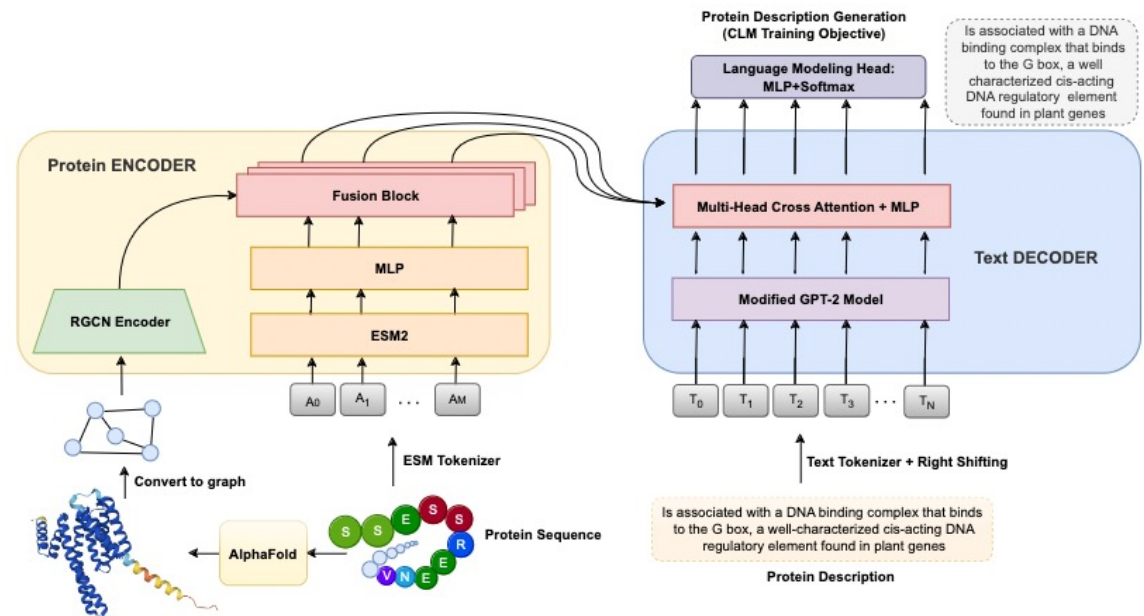 Protein Description Generation
(CLM Training Objective)
Language Modeling Head:
MLP+Softmax
Is associated with a DNA
binding complex that binds
to the G box, a well
characterized cis-acting
DNA regulatory element
found in plant genes
Protein ENCODER
Fusion Block
MLP
ESM2
RGCN Encoder
A0 A1 . . . AM
Multi-Head Cross Attention + MLP
Text DECODER
Modified GPT-2 Model
T0 T1 T2 T3 . . . TN
Convert to graph
ESM Tokenizer
Text Tokenizer + Right Shifting
AlphaFold
S S E S S R E E N V
Protein Sequence
Is associated with a DNA binding complex that binds
to the G box, a well-characterized cis-acting DNA
regulatory element found in plant genes
Protein Description